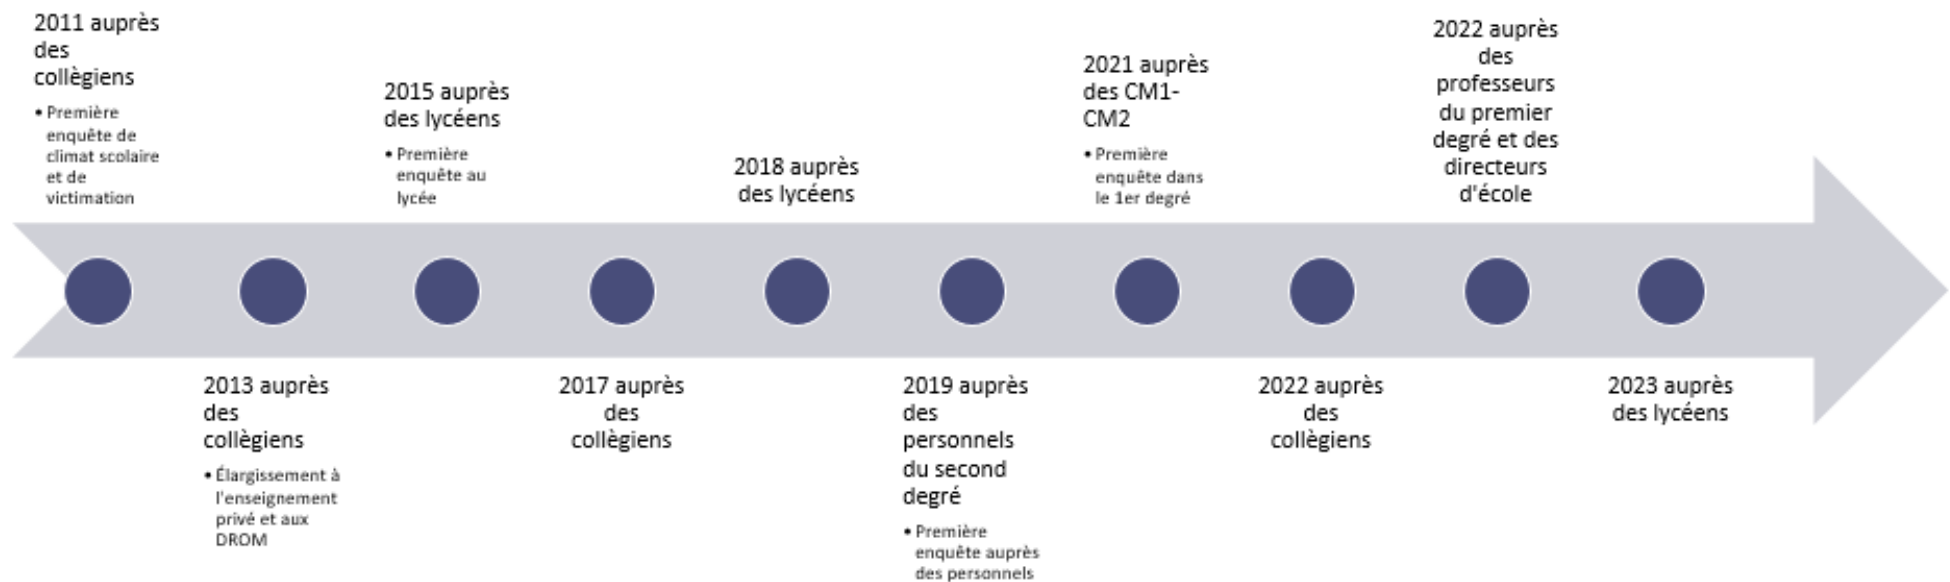 2011 auprès
des
collègiens
• Première
enquête de
climat scolaire
et de
victimation
2013 auprès
des
collègiens
• Élargissement à
l'enseignement
privé et aux
DROM
2015 auprès
des lycéens
• Première
enquête au
lycée
2017 auprès
des
collègiens
2018 auprès
des lycéens
2019 auprès
des
personnels
du second
degré
• Première
enquête auprès
des personnels
2021 auprès
des CM1-
CM2
• Première
enquête dans
le 1er degré
2022 auprès
des
collègiens
2022 auprès
des
professeurs
du premier
degré et des
directeurs
d'école
2023 auprès
des lycéens